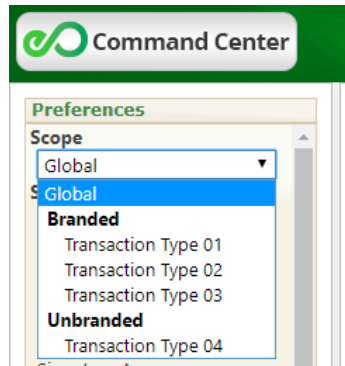 Command Center
Preferences
Scope
Global
Global
Branded
Transaction Type 01
Transaction Type 02
Transaction Type 03
Unbranded
Transaction Type 04